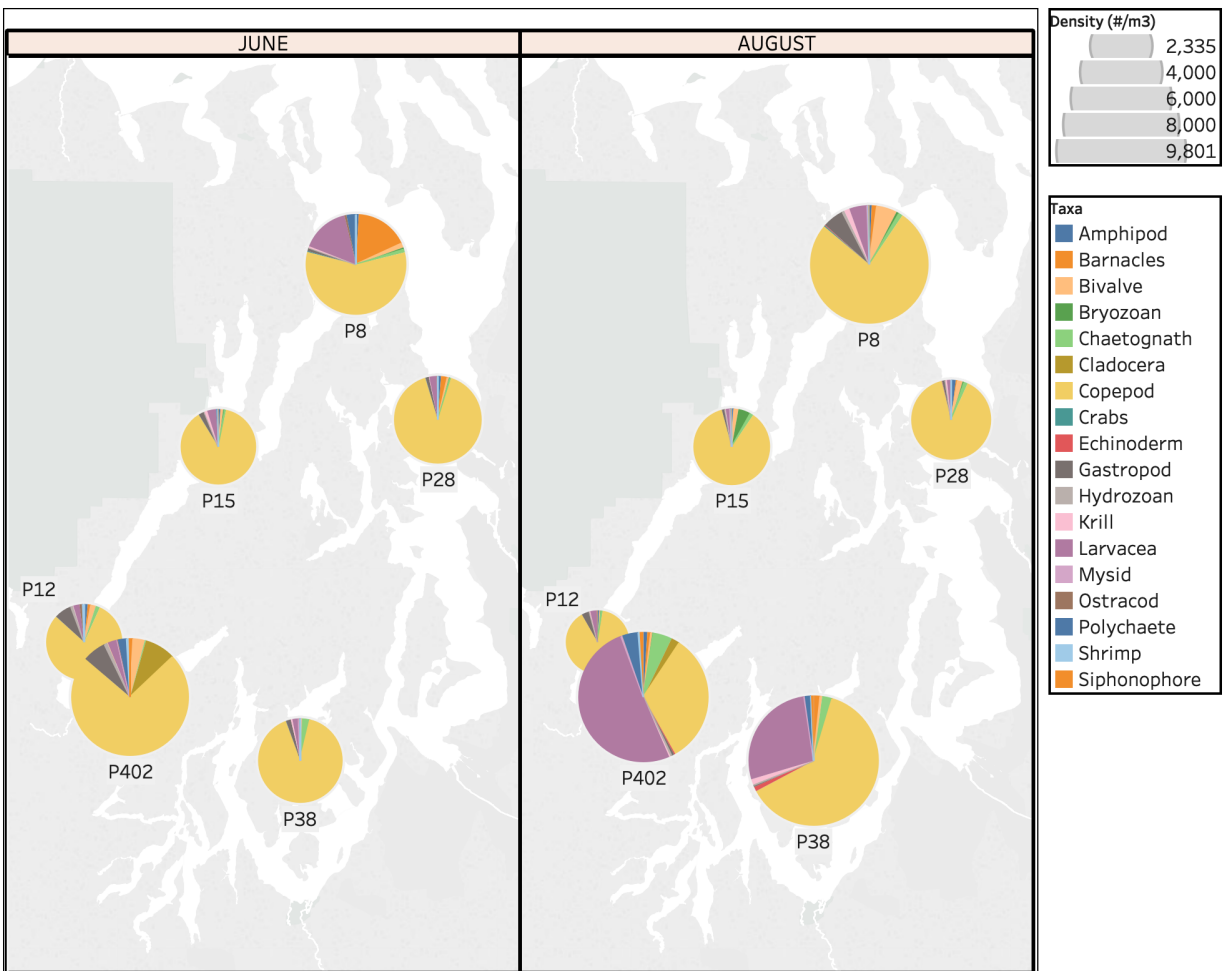 JUNE
AUGUST
P8
P28
P15
P12
P402
P38
P8
P28
P15
P12
P402
P38
Density (#/m3)
2,335
4,000
6,000
8,000
9,801
Taxa
Amphipod
Barnacles
Bivalve
Bryozoan
Chaetognath
Cladocera
Copepod
Crabs
Echinoderm
Gastropod
Hydrozoan
Krill
Larvacea
Mysid
Ostracod
Polychaete
Shrimp
Siphonophore